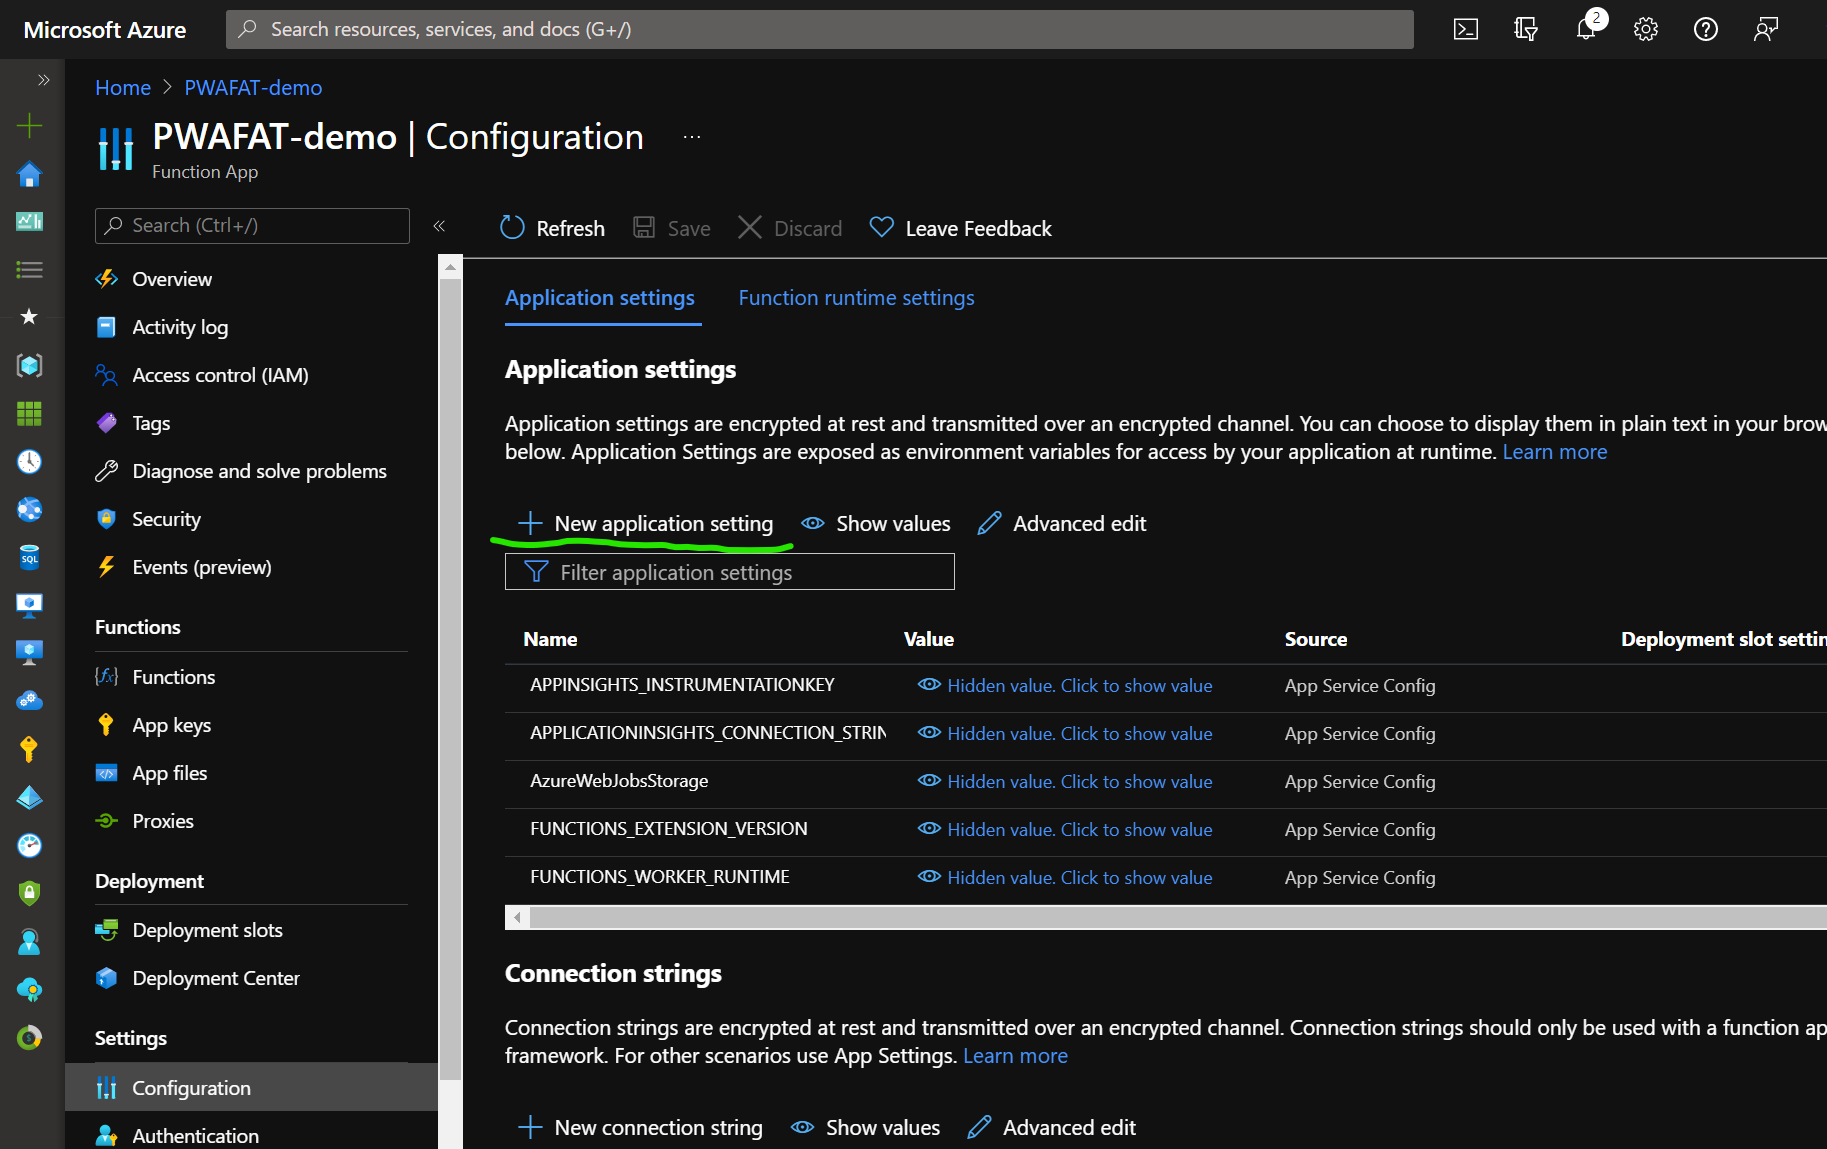 Microsoft Azure
Search resources, services, and docs (G+/)
2
Home > PWAFAT-demo
PWAFAT-demo | Configuration ...
Function App
Search (Ctrl+/)
«
Refresh
Save
Discard
Leave Feedback
Overview
Activity log
Access control (IAM)
Tags
Diagnose and solve problems
Security
Events (preview)
Functions
Functions
App keys
App files
Proxies
Deployment
Deployment slots
Deployment Center
Settings
Configuration
Authentication
Application settings
Function runtime settings
Application settings
Application settings are encrypted at rest and transmitted over an encrypted channel. You can choose to display them in plain text in your brow
below. Application Settings are exposed as environment variables for access by your application at runtime. Learn more
New application setting
Show values
Advanced edit
Filter application settings
Name Value Source Deployment slot settin
APPINSIGHTS_INSTRUMENTATIONKEY Hidden value. Click to show value App Service Config
APPLICATIONINSIGHTS_CONNECTION_STRIN Hidden value. Click to show value App Service Config
AzureWebJobsStorage Hidden value. Click to show value App Service Config
FUNCTIONS_EXTENSION_VERSION Hidden value. Click to show value App Service Config
FUNCTIONS_WORKER_RUNTIME Hidden value. Click to show value App Service Config
Connection strings
Connection strings are encrypted at rest and transmitted over an encrypted channel. Connection strings should only be used with a function ap
framework. For other scenarios use App Settings. Learn more
New connection string
Show values
Advanced edit
SQL